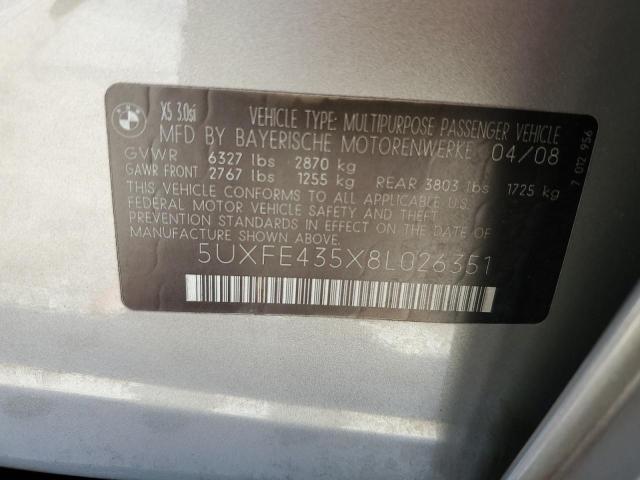 BMW
X5 3.0si
VEHICLE TYPE: MULTIPURPOSE PASSENGER VEHICLE
MFD BY BAYERISCHE MOTORENWERKE 04/08
GVWR 6327 lbs 2870 kg
GAWR FRONT 2767 lbs 1255 kg REAR 3803 lbs 1725 kg
THIS VEHICLE CONFORMS TO ALL APPLICABLE U.S.
FEDERAL MOTOR VEHICLE SAFETY AND THEFT
PREVENTION STANDARDS IN EFFECT ON THE DATE OF
MANUFACTURE SHOWN ABOVE.
5UXFE435X8L026351
7 012 956